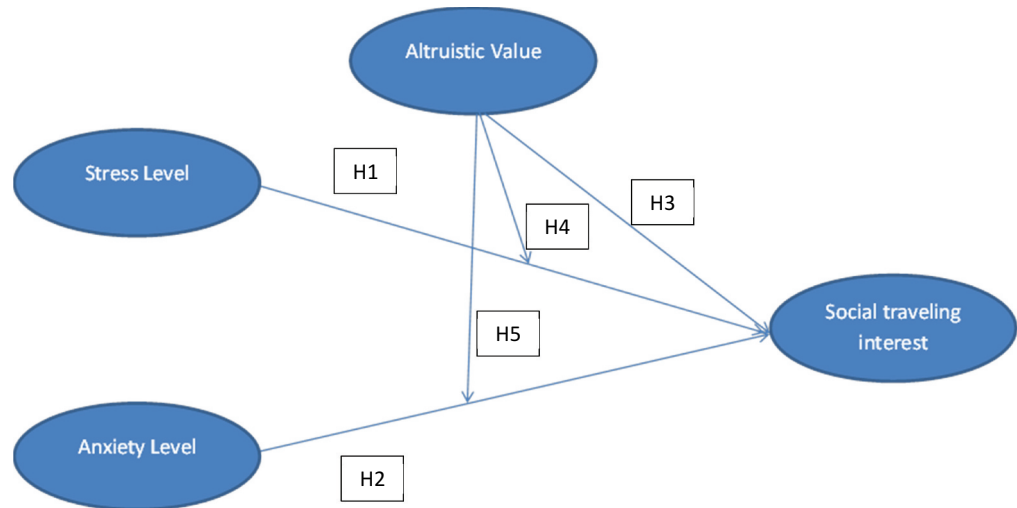 Altruistic Value
Stress Level
H1
H3
H4
Social traveling
interest
H5
Anxiety Level
H2